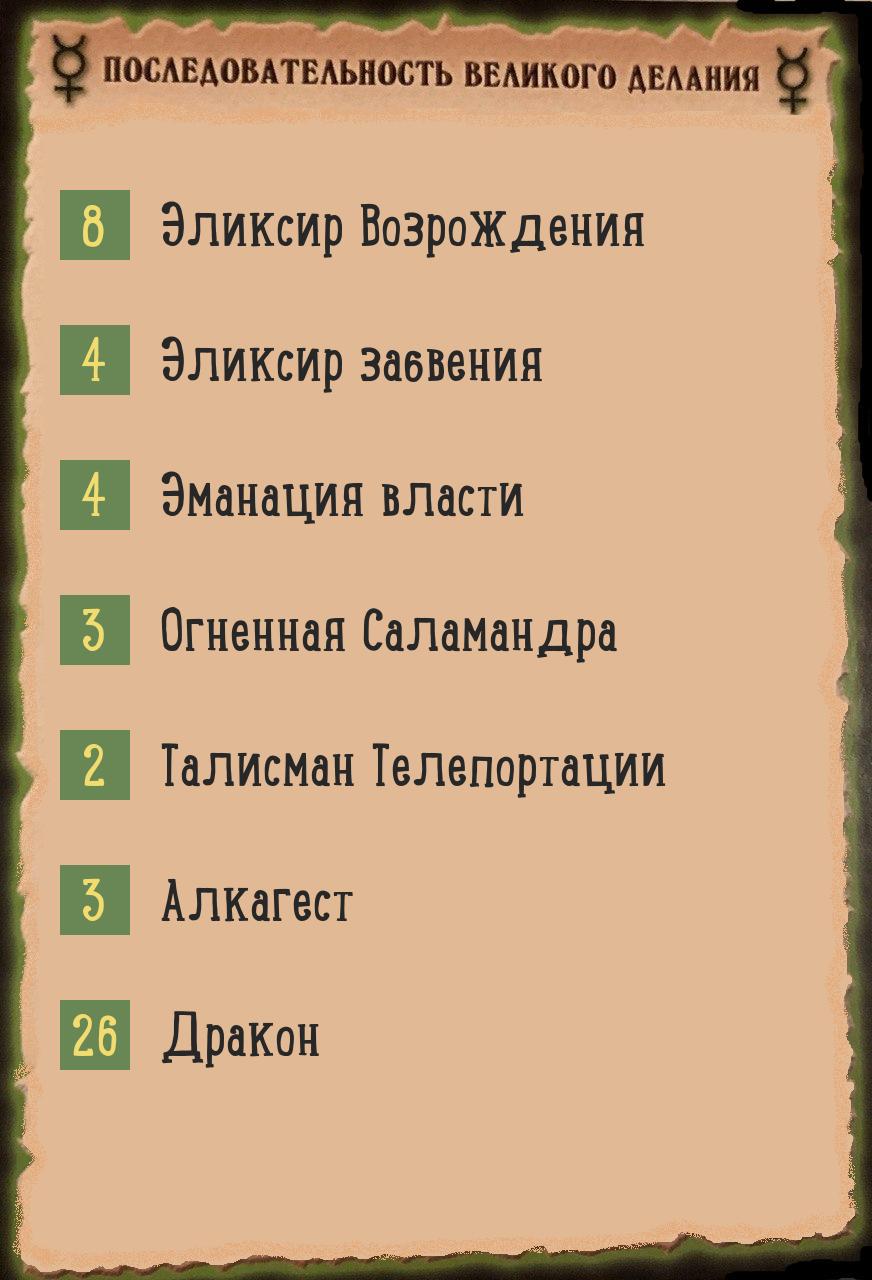 ПОСЛЕДОВАТЕЛЬНОСТЬ ВЕЛИКОГО ДЕЛАНИЯ
8 Эликсир Возрождения
4 Эликсир забвения
4 Эманация власти
3 Огненная Саламандра
2 Талисман Телепортации
3 Алкагест
26 Дракон